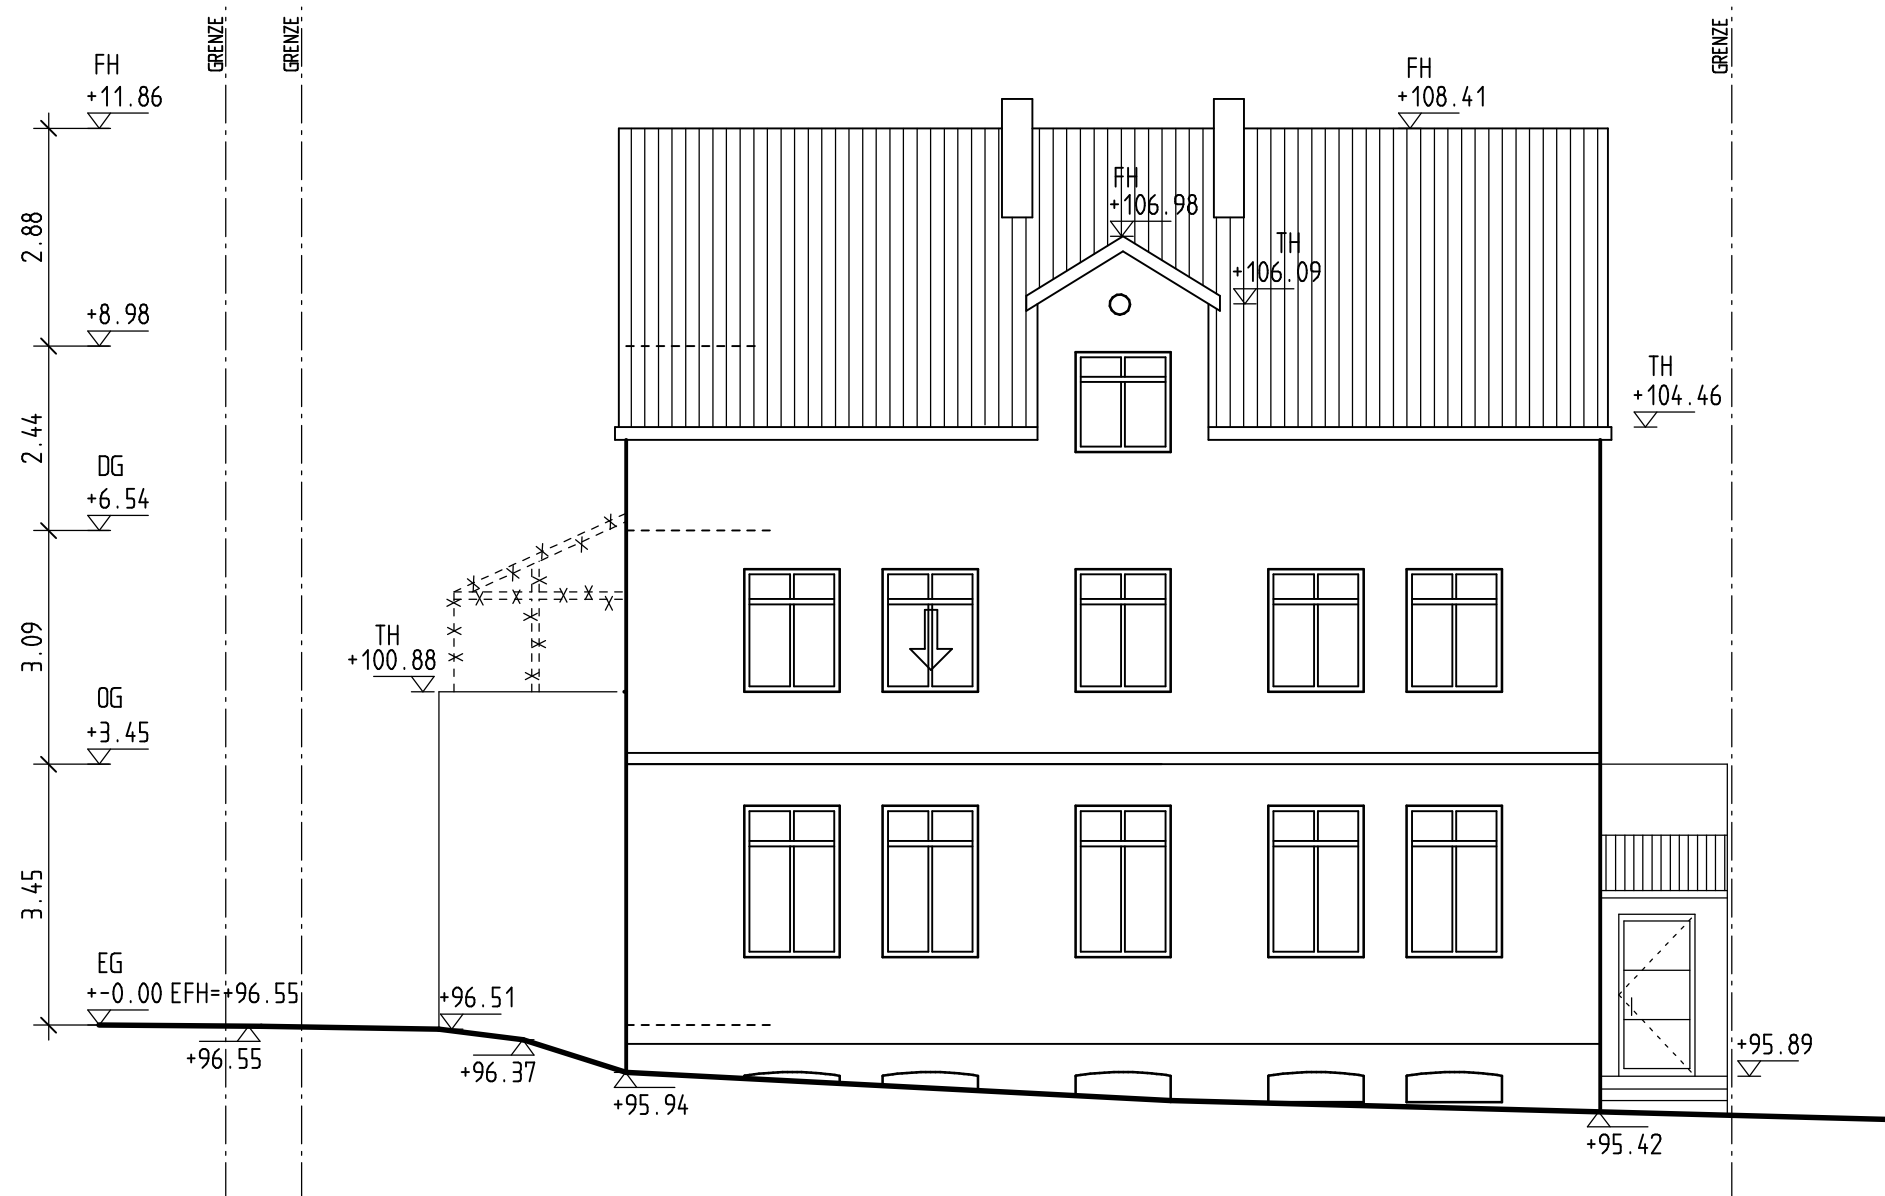 GRENZE
GRENZE
GRENZE
FH
+11.86
FH
+108.41
FH
+106.98
TH
+106.09
2.88
+8.98
TH
+104.46
2.44
DG
+6.54
TH
+100.88
3.09
OG
+3.45
3.45
EG
+-0.00 EFH=+96.55
+96.51
+96.55
+96.37
+95.94
+95.89
+95.42